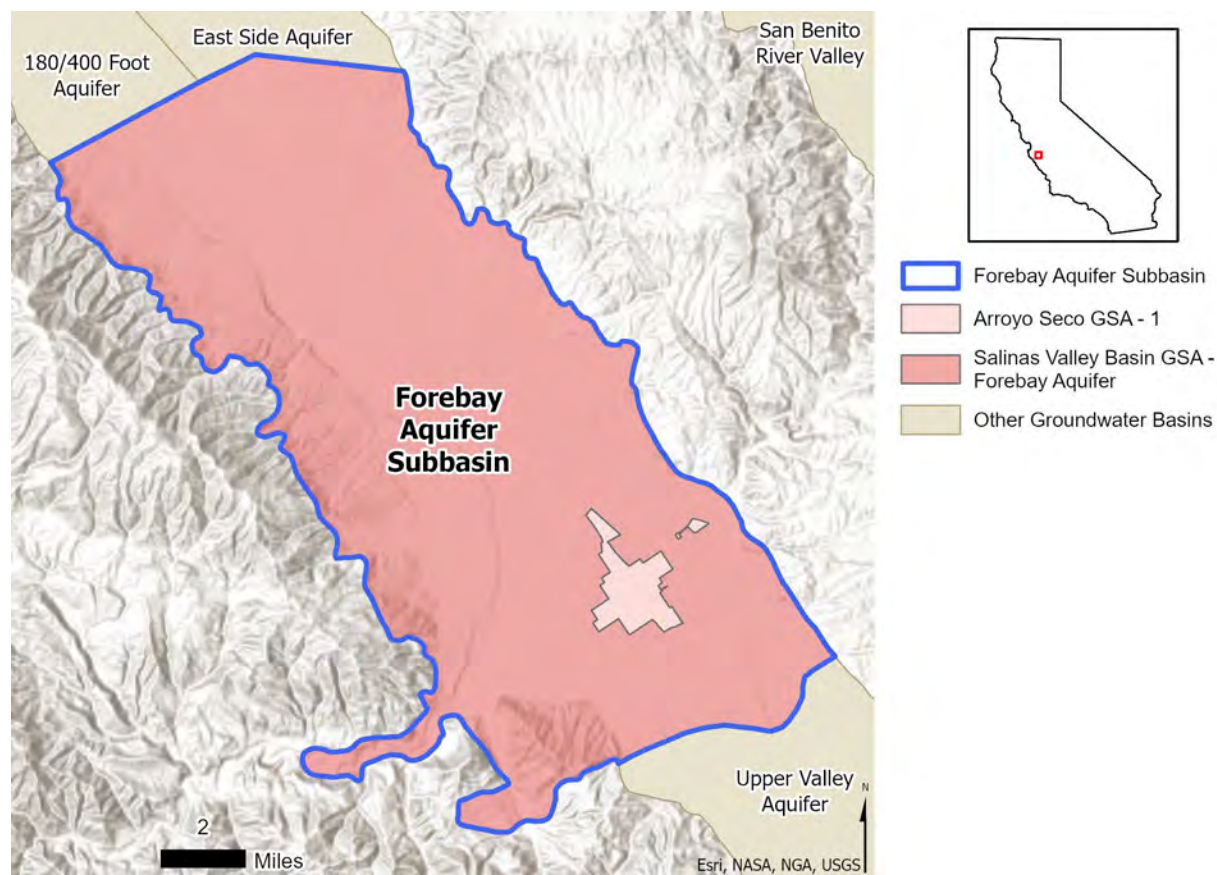 East Side Aquifer
San Benito
River Valley
180/400 Foot
Aquifer
Forebay
Aquifer
Subbasin
Upper Valley
Aquifer
N
2
Miles
Esri, NASA, NGA, USGS
Forebay Aquifer Subbasin
Arroyo Seco GSA - 1
Salinas Valley Basin GSA -
Forebay Aquifer
Other Groundwater Basins